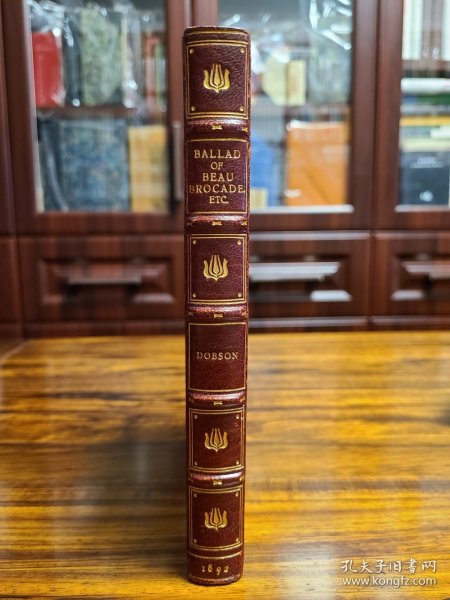 BALLAD
OF
BEAU
BROCADE
ETC.
DOBSON
1892
孔夫子旧书网
www.kongfz.com